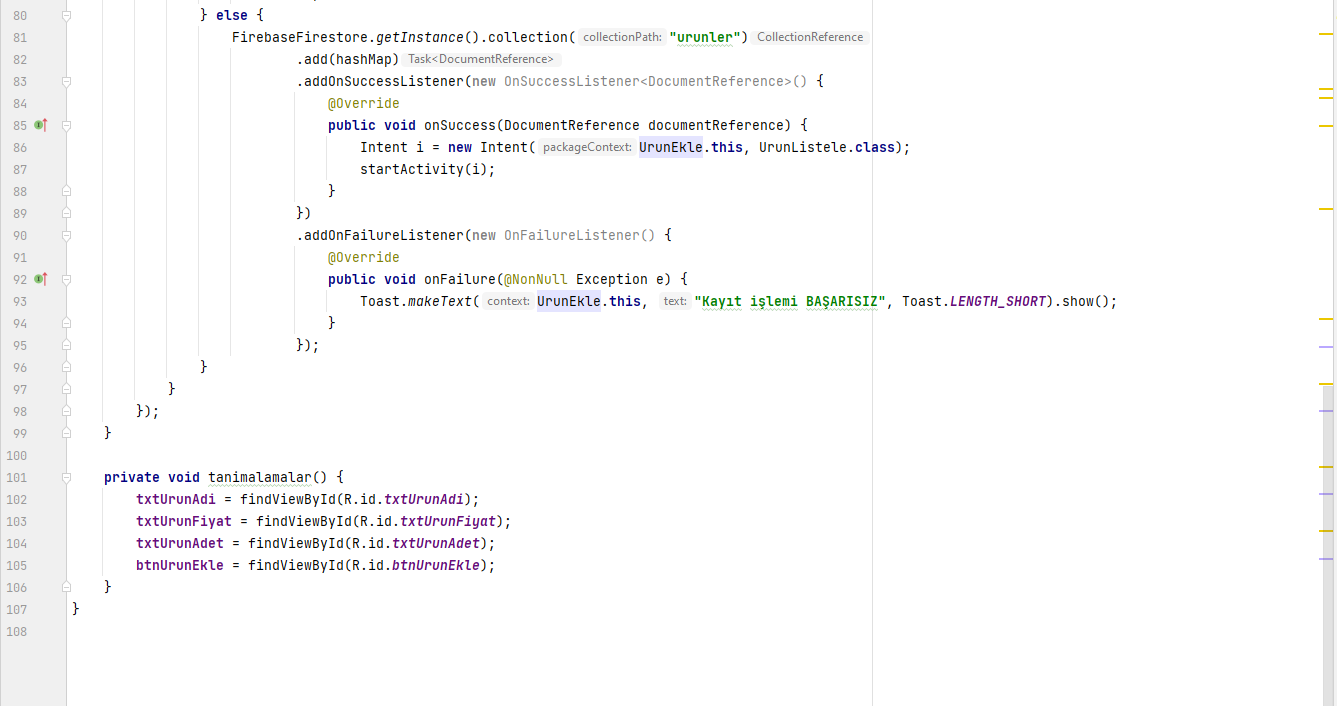 80 } else {
81 FirebaseFirestore.getInstance().collection( collectionPath: "urunler") CollectionReference
82 .add(hashMap) Task<DocumentReference>
83 .addOnSuccessListener(new OnSuccessListener<DocumentReference>() {
84 @Override
85 public void onSuccess(DocumentReference documentReference) {
86 Intent i = new Intent( packageContext: UrunEkle.this, UrunListele.class);
87 startActivity(i);
88 }
89 })
90 .addOnFailureListener(new OnFailureListener() {
91 @Override
92 public void onFailure(@NonNull Exception e) {
93 Toast.makeText( context: UrunEkle.this, text: "Kayıt işlemi BAŞARISIZ", Toast.LENGTH_SHORT).show();
94 }
95 });
96 }
97 }
98 });
99 }
100
101 private void tanimalamalar() {
102 txtUrunAdi = findViewById(R.id.txtUrunAdi);
103 txtUrunFiyat = findViewById(R.id.txtUrunFiyat);
104 txtUrunAdet = findViewById(R.id.txtUrunAdet);
105 btnUrunEkle = findViewById(R.id.btnUrunEkle);
106 }
107 }
108